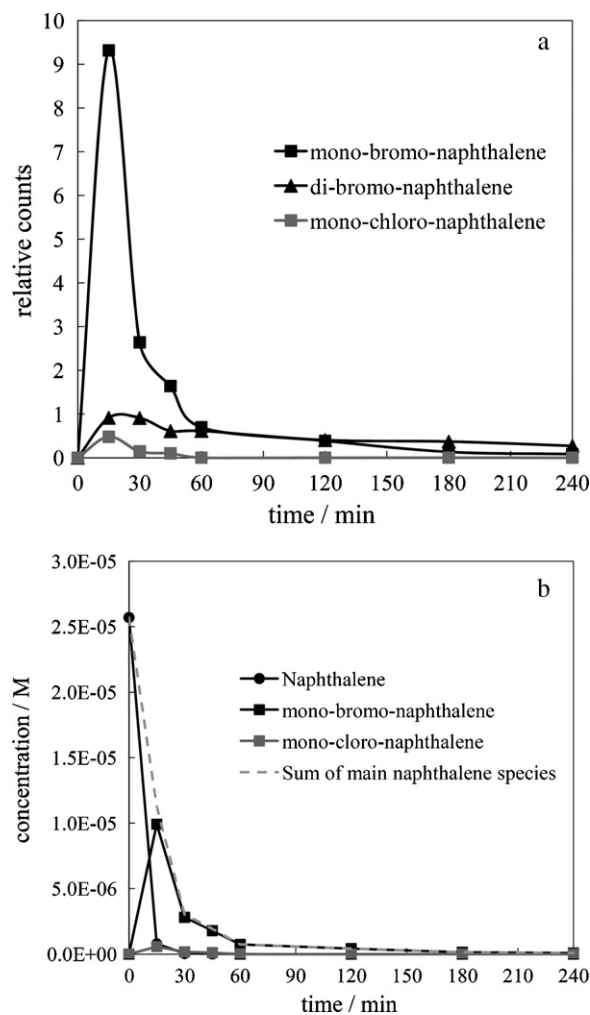 a
10
9
8
7
6
5
4
3
2
1
0
relative counts
mono-bromo-naphthalene
di-bromo-naphthalene
mono-chloro-naphthalene
0 30 60 90 120 150 180 210 240
time / min
b
3.0E-05
2.5E-05
2.0E-05
1.5E-05
1.0E-05
5.0E-06
0.0E+00
concentration / M
Naphthalene
mono-bromo-naphthalene
mono-cloro-naphthalene
Sum of main naphthalene species
0 30 60 90 120 150 180 210 240
time / min